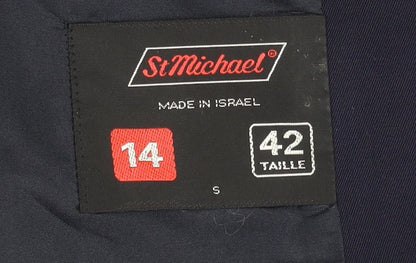 St Michael®
MADE IN ISRAEL
14
42
TAILLE
S